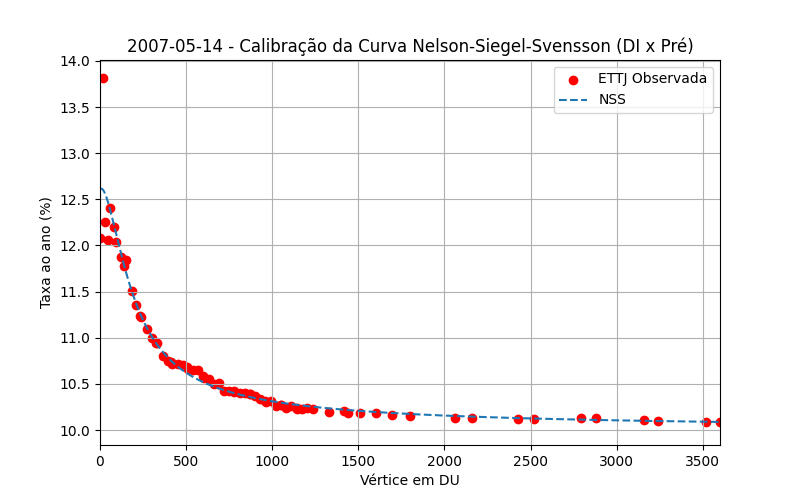 2007-05-14 - Calibração da Curva Nelson-Siegel-Svensson (DI x Pré)
14.0
13.5
13.0
12.5
12.0
11.5
11.0
10.5
10.0
Taxa ao ano (%)
ETTJ Observada
NSS
0 500 1000 1500 2000 2500 3000 3500
Vértice em DU